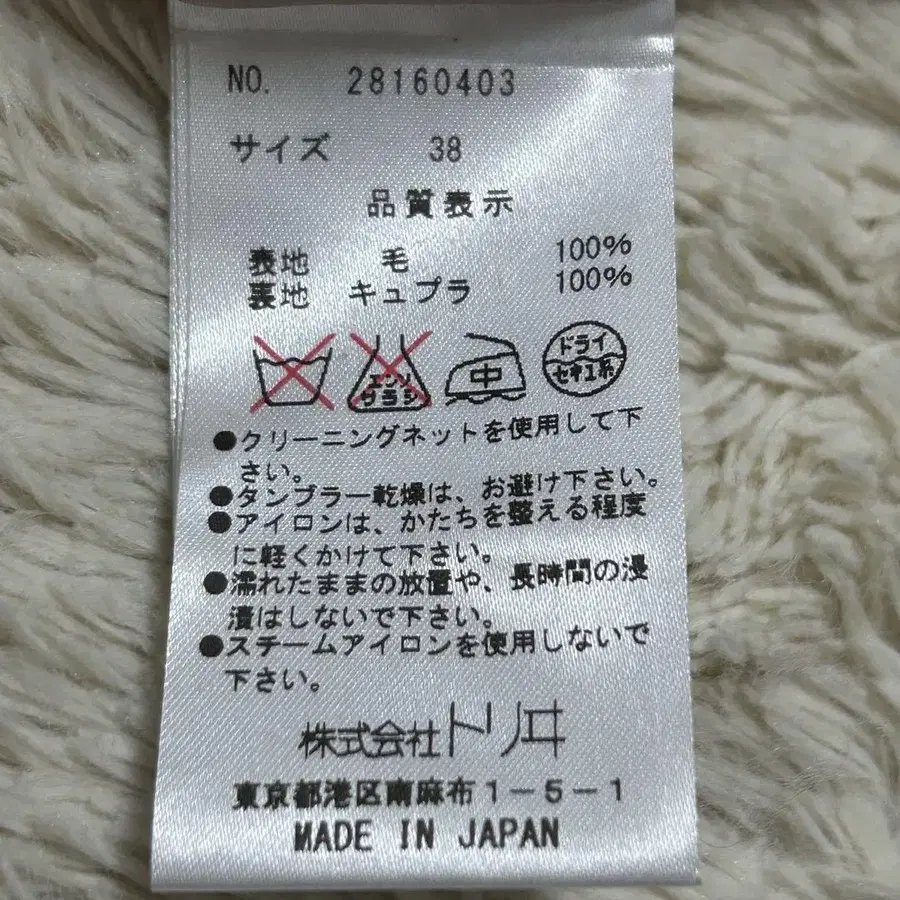 NO. 28160403
サイズ 38
品質表示
表地 毛 100%
裏地 キュプラ 100%
エンソ
サラシ
中
ドライ
セキユ系
●クリーニングネットを使用して下
さい。
●タンブラー乾燥は、お避け下さい。
●アイロンは、かたちを整える程度
に軽くかけて下さい。
●濡れたままの放置や、長時間の浸
漬はしないで下さい。
●スチームアイロンを使用しないで
下さい。
株式会社トリヰ
東京都港区南麻布1-5-1
MADE IN JAPAN